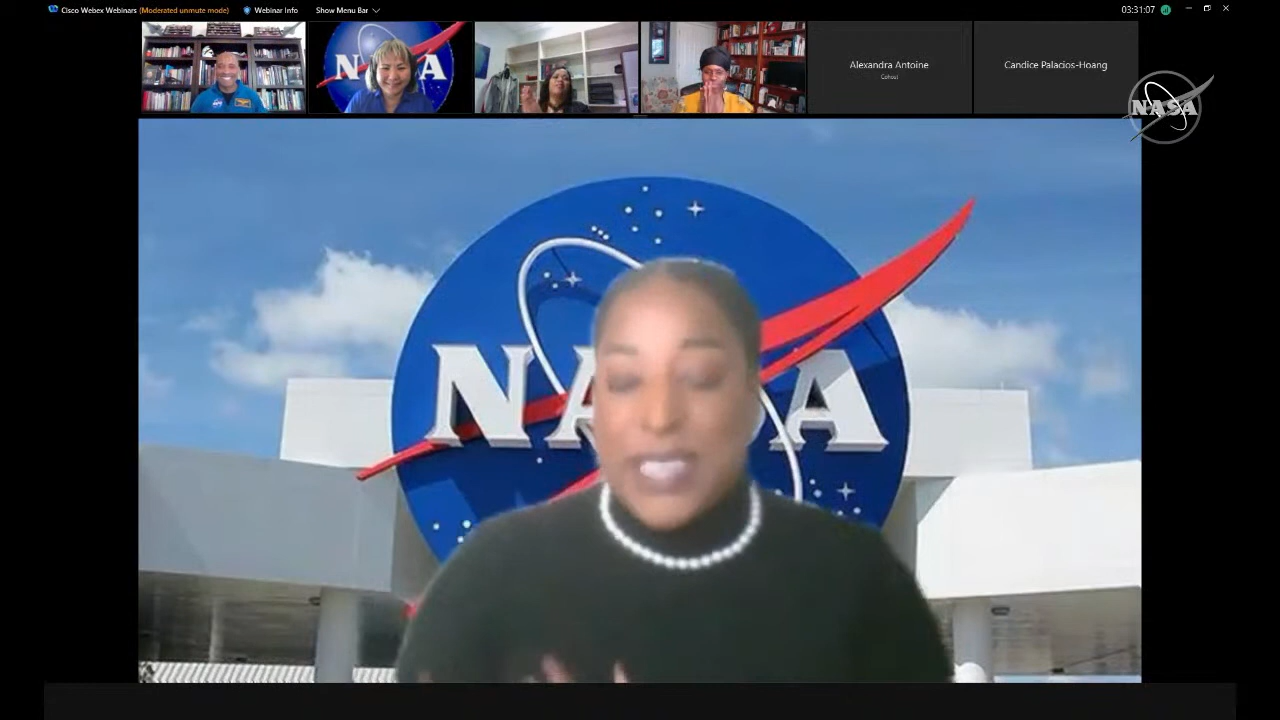 Cisco Webex Webinars (Moderated unmute mode) Webinar Info Show Menu Bar 03:31:07
NASA
Alexandra Antoine
Cohost
Candice Palacios-Hoang
NASA
NASA